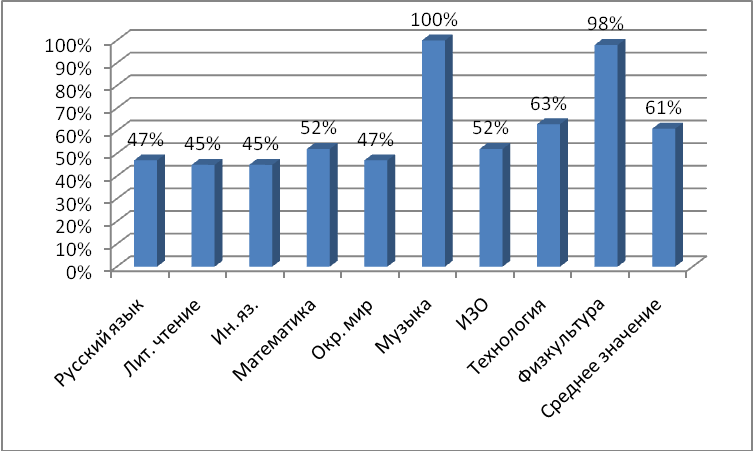 100%
98%
100%
90%
80%
70%
60%
50%
40%
30%
20%
10%
0%
47%
45%
45%
52%
47%
52%
63%
61%
Русский язык
Лит. чтение
Ин. яз.
Математика
Окр. мир
Музыка
ИЗО
Технология
Физкультура
Среднее значение